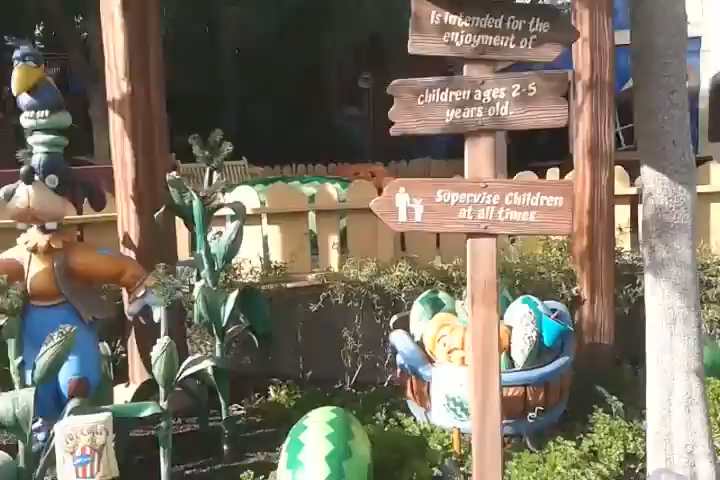 is intended for the
enjoyment of
children ages 2-5
years old.
Supervise Children
at all times